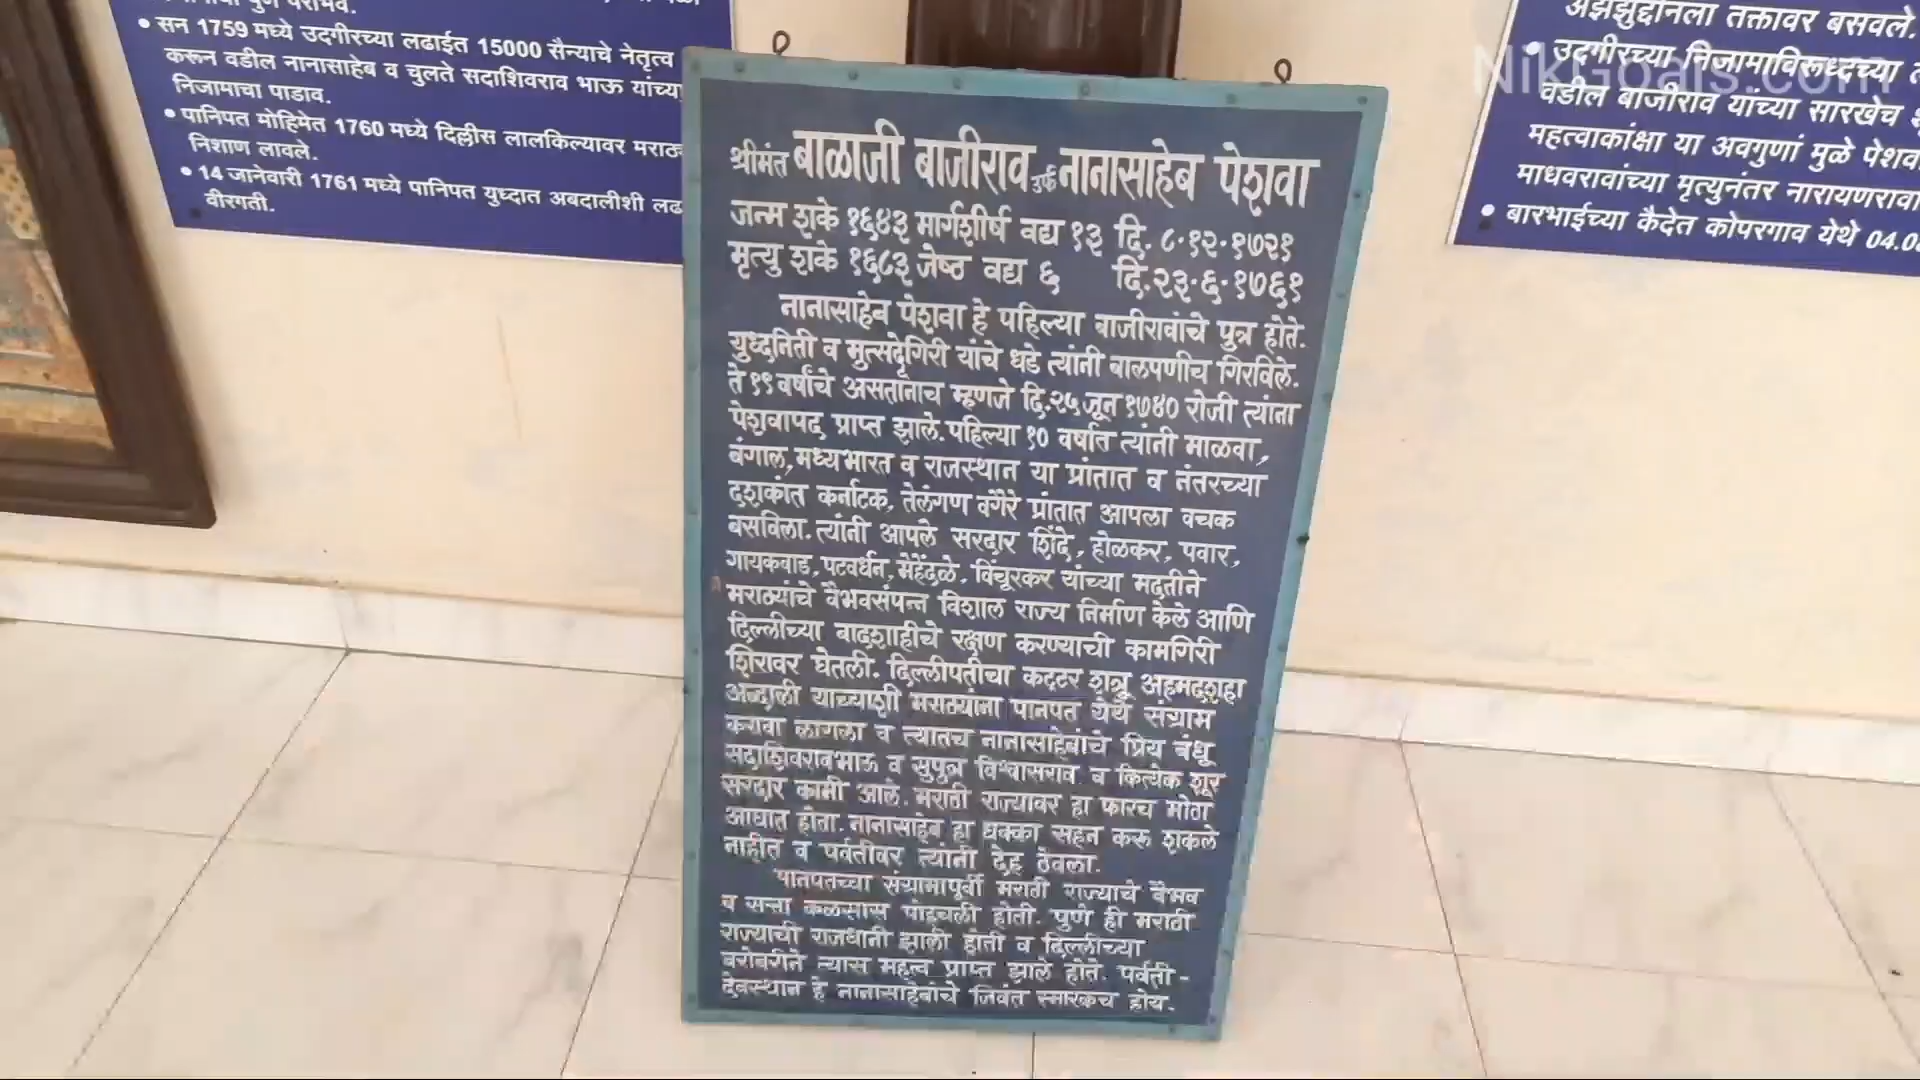 पुणे पराभव.
• सन 1759 मध्ये उदगीरच्या लढाईत 15000 सैन्याचे नेतृत्व
करून वडील नानासाहेब व चुलते सदाशिवराव भाऊ यांच्या
निजामाचा पाडाव.
• पानिपत मोहिमेत 1760 मध्ये दिल्लीस लालकिल्यावर
निशाण लावले.
• 14 जानेवारी 1761 मध्ये पानिपत युध्दात अबदालीशी
वीरगती.
श्रीमंत बाळाजी बाजीराव उर्फ नानासाहेब पेशवा
जन्म शके १६४३ मार्गशीर्ष वद्य १३ दि. ८·१२·१७२१
मृत्यु शके १६८३ जेष्ठ वद्य ६ दि.२३·६·१७६१
नानासाहेब पेशवा हे पहिल्या बाजीरावांचे पुत्र होते.
युध्दनिती व मुत्सद्देगिरी यांचे धडे त्यांनी बालपणीच गिरविले.
ते १९ वर्षांचे असतानाच म्हणजे दि.२५ जून १७४० रोजी त्यांना
पेशवापद प्राप्त झाले. पहिल्या १० वर्षात त्यांनी माळवा,
बंगाल, मध्यभारत व राजस्थान या प्रांतात व नंतरच्या
दशकांत कर्नाटक, तेलंगण वगैरे प्रांतात आपला वचक
बसविला. त्यांनी आपले सरदार शिंदे, होळकर, पवार,
गायकवाड, पटवर्धन, मेहेंदळे, विंचूरकर यांच्या मदतीने
मराठ्यांचे वैभवसंपन्न विशाल राज्य निर्माण केले आणि
दिल्लीच्या बादशाहीचे रक्षण करण्याची कामगिरी
शिरावर घेतली. दिल्लीपतीचा कट्टर शत्रू अहमदशहा
अब्दाली याच्याशी मराठ्यांना पानपत येथे संग्राम
करावा लागला व त्यातच नानासाहेबांचे प्रिय बंधू
सदाशिवरावभाऊ व सुपुत्र विश्वासराव व कित्येक शूर
सरदार कामी आले. मराठी राज्यावर हा फारच मोठा
आघात होता. नानासाहेब हा धक्का सहन करू शकले
नाहीत व पर्वतीवर त्यांनी देह ठेवला.
पानपतच्या संग्रामापूर्वी मराठी राज्याचे वैभव
व सत्ता कळसास पोहचली होती. पुणे ही मराठी
राज्याची राजधानी झाली होती व दिल्लीच्या
बरोबरीने त्यास महत्व प्राप्त झाले होते. पर्वती-
देवस्थान हे नानासाहेबांचे जिवंत स्मारकच होय.
तक्तावर बसवले.
• उदगीरच्या निजामाविरूध्दच्या
वडील बाजीराव यांच्या सारखेच
महत्वाकांक्षा या अवगुणां मुळे
माधवरावांच्या मृत्युनंतर
• बारभाईच्या कैदेत कोपरगाव येथे
NikGoals.com